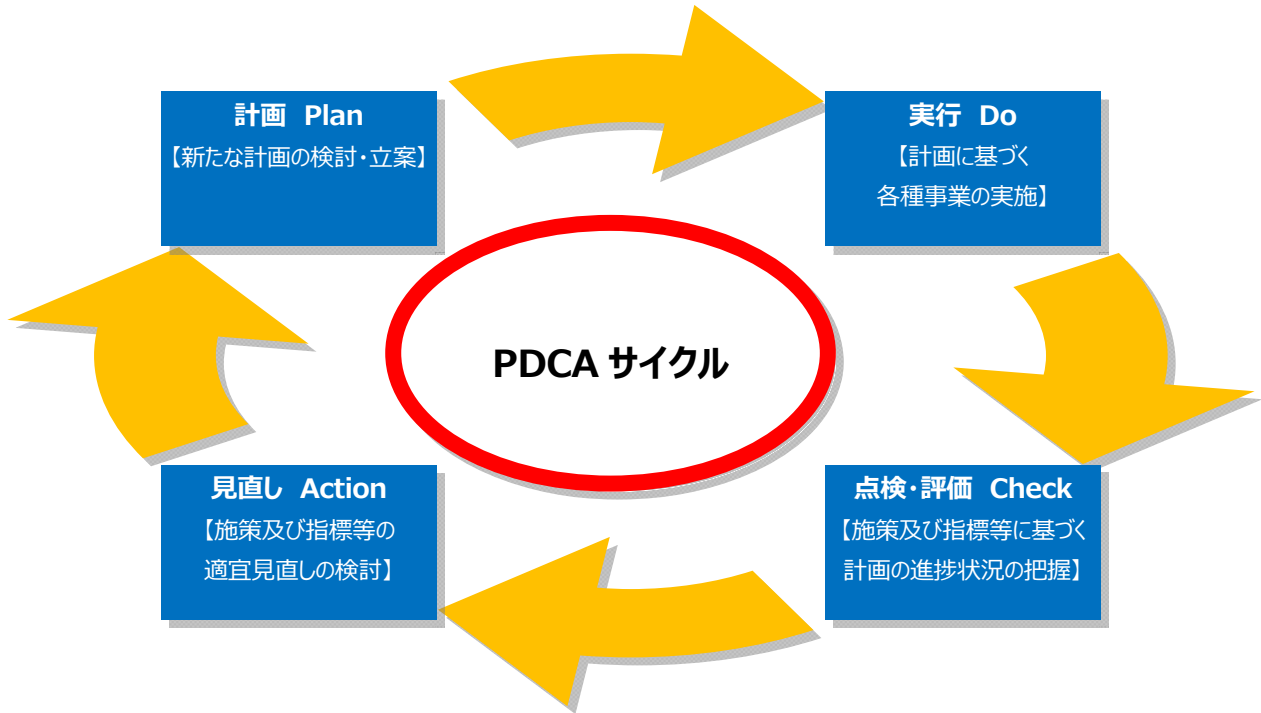 計画 Plan
【新たな計画の検討・立案】
実行 Do
【計画に基づく
各種事業の実施】
PDCA サイクル
見直し Action
【施策及び指標等の
適宜見直しの検討】
点検・評価 Check
【施策及び指標等に基づく
計画の進捗状況の把握】